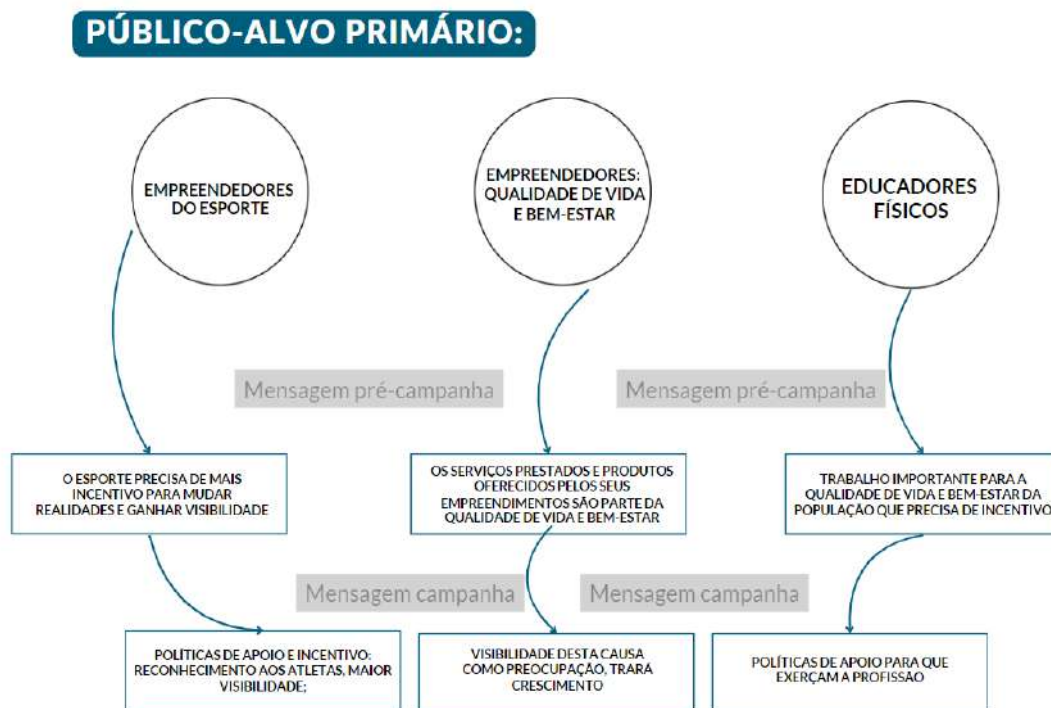 PÚBLICO-ALVO PRIMÁRIO:
EMPREENDEDORES
DO ESPORTE
EMPREENDEDORES:
QUALIDADE DE VIDA
E BEM-ESTAR
EDUCADORES
FÍSICOS
Mensagem pré-campanha
Mensagem pré-campanha
O ESPORTE PRECISA DE MAIS
INCENTIVO PARA MUDAR
REALIDADES E GANHAR VISIBILIDADE
OS SERVIÇOS PRESTADOS E PRODUTOS
OFERECIDOS PELOS SEUS
EMPREENDIMENTOS SÃO PARTE DA
QUALIDADE DE VIDA E BEM-ESTAR
TRABALHO IMPORTANTE PARA A
QUALIDADE DE VIDA E BEM-ESTAR DA
POPULAÇÃO QUE PRECISA DE INCENTIVO
Mensagem campanha
Mensagem campanha
POLÍTICAS DE APOIO E INCENTIVO;
RECONHECIMENTO AOS ATLETAS, MAIOR
VISIBILIDADE;
VISIBILIDADE DESTA CAUSA
COMO PREOCUPAÇÃO, TRARÁ
CRESCIMENTO
POLÍTICAS DE APOIO PARA QUE
EXERÇAM A PROFISSÃO